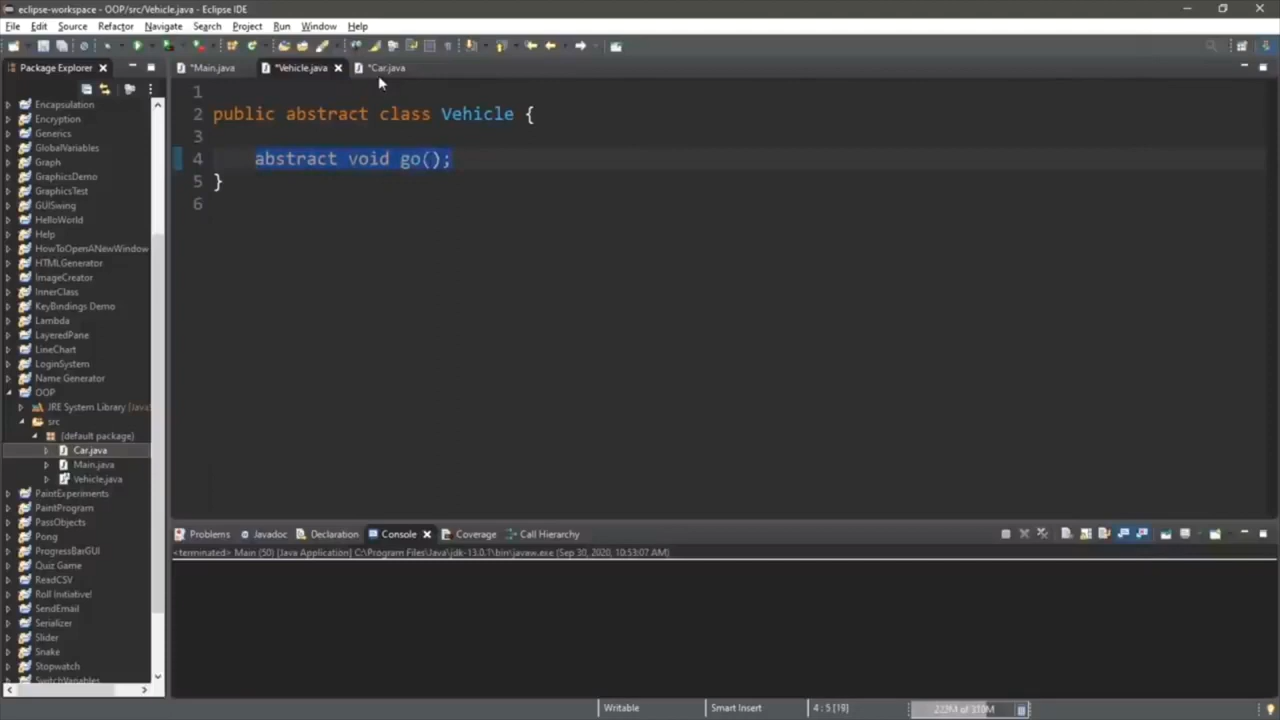 eclipse-workspace - OOP/src/Vehicle.java - Eclipse IDE
File Edit Source Refactor Navigate Search Project Run Window Help
Package Explorer
*Main.java *Vehicle.java *Car.java
Encapsulation
Encryption
Generics
GlobalVariables
Graph
GraphicsDemo
GraphicsTest
GUISwing
HelloWorld
Help
HowToOpenANewWindow
HTMLGenerator
ImageCreator
InnerClass
KeyBindings Demo
Lambda
LayeredPane
LineChart
LoginSystem
Name Generator
OOP
JRE System Library [Java
src
(default package)
Car.java
Main.java
Vehicle.java
PaintExperiments
PaintProgram
PassObjects
Pong
ProgressBarGUI
Quiz Game
ReadCSV
Roll Initiative!
SendEmail
Serializer
Slider
Snake
Stopwatch
SwitchVariables
1
2 public abstract class Vehicle {
3
4 abstract void go();
5 }
6
Problems Javadoc Declaration Console Coverage Call Hierarchy
<terminated> Main (50) [Java Application] C:\Program Files\Java\jdk-13.0.1\bin\javaw.exe (Sep 30, 2020, 10:53:07 AM)
Writable Smart Insert 4 : 5 [19]